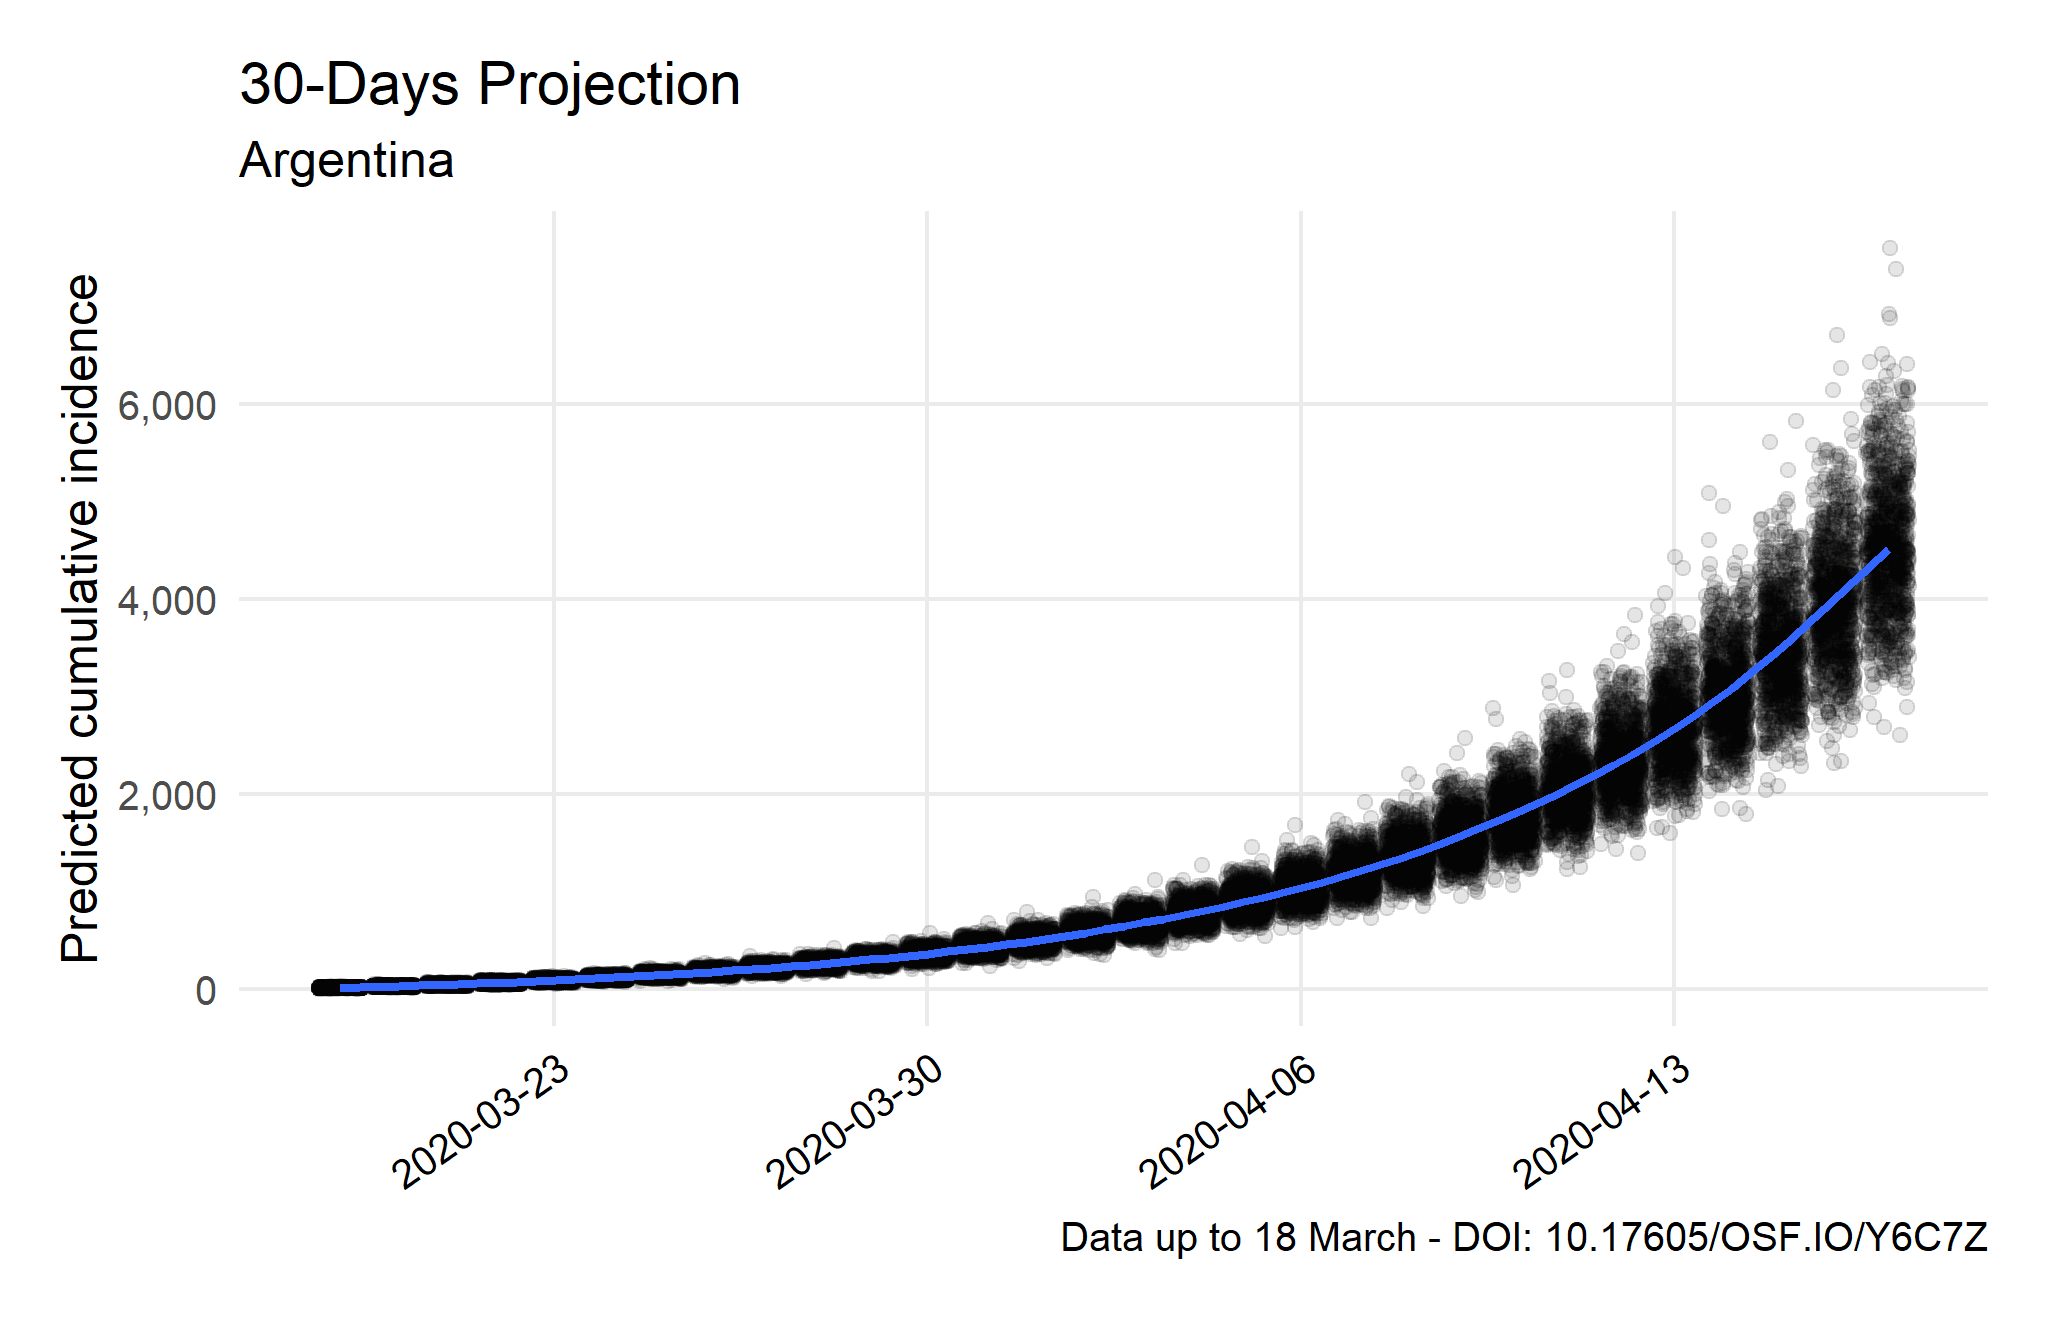 30-Days Projection
Argentina
Predicted cumulative incidence
6,000
4,000
2,000
0
2020-03-23
2020-03-30
2020-04-06
2020-04-13
Data up to 18 March - DOI: 10.17605/OSF.IO/Y6C7Z